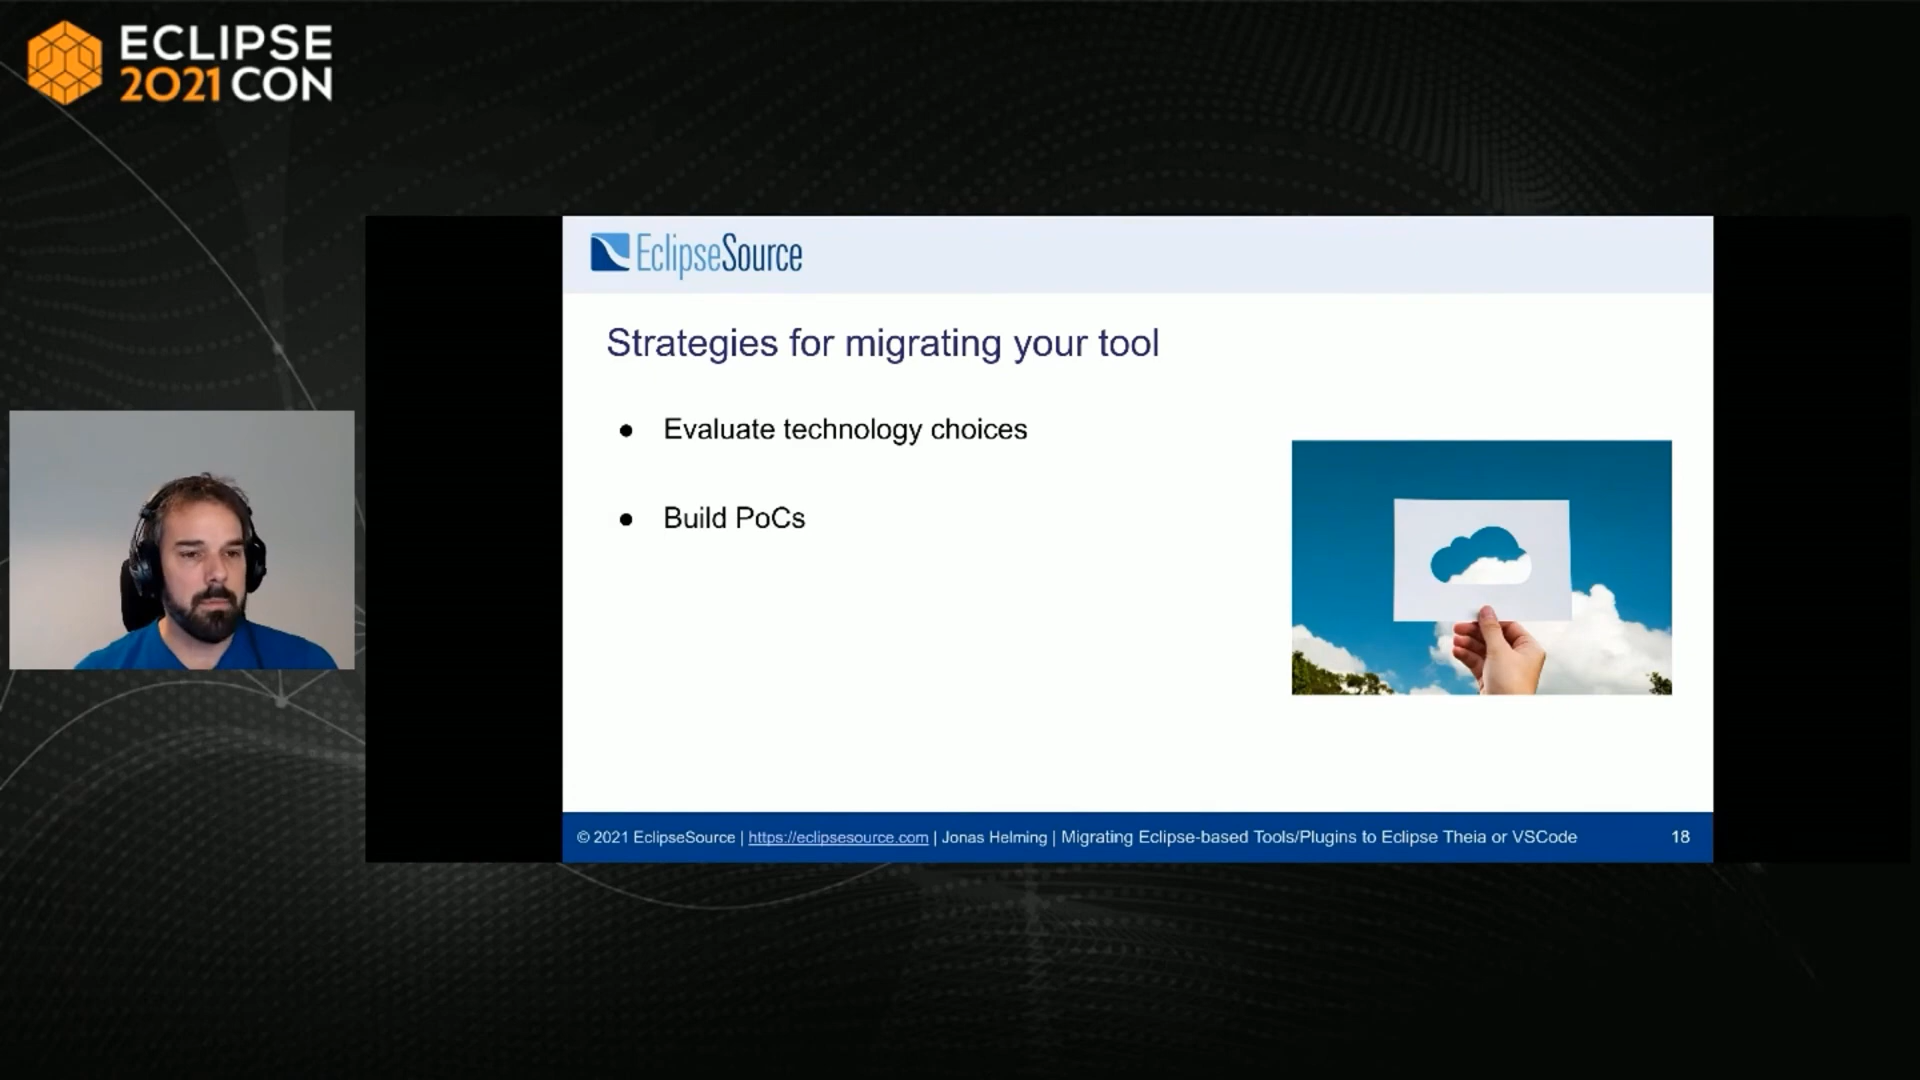 ECLIPSE
2021 CON
EclipseSource
Strategies for migrating your tool
● Evaluate technology choices
● Build PoCs
© 2021 EclipseSource | https://eclipsesource.com | Jonas Helming | Migrating Eclipse-based Tools/Plugins to Eclipse Theia or VSCode 18